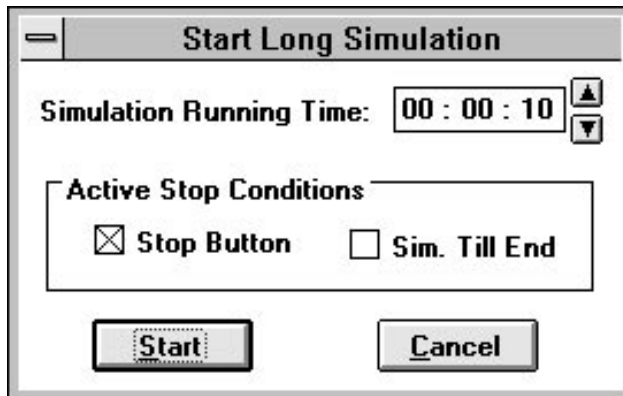 Start Long Simulation
Simulation Running Time: 00 : 00 : 10
Active Stop Conditions
Stop Button Sim. Till End
Start Cancel